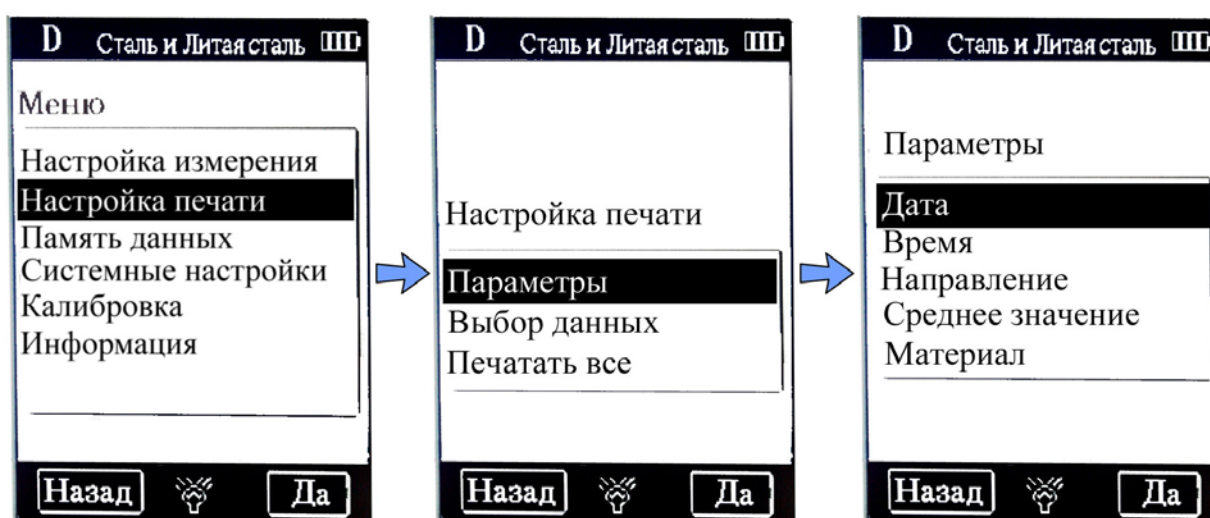 D Сталь и Литая сталь
Меню
Настройка измерения
Настройка печати
Память данных
Системные настройки
Калибровка
Информация
Назад Да
D Сталь и Литая сталь
Настройка печати
Параметры
Выбор данных
Печатать все
Назад Да
D Сталь и Литая сталь
Параметры
Дата
Время
Направление
Среднее значение
Материал
Назад Да